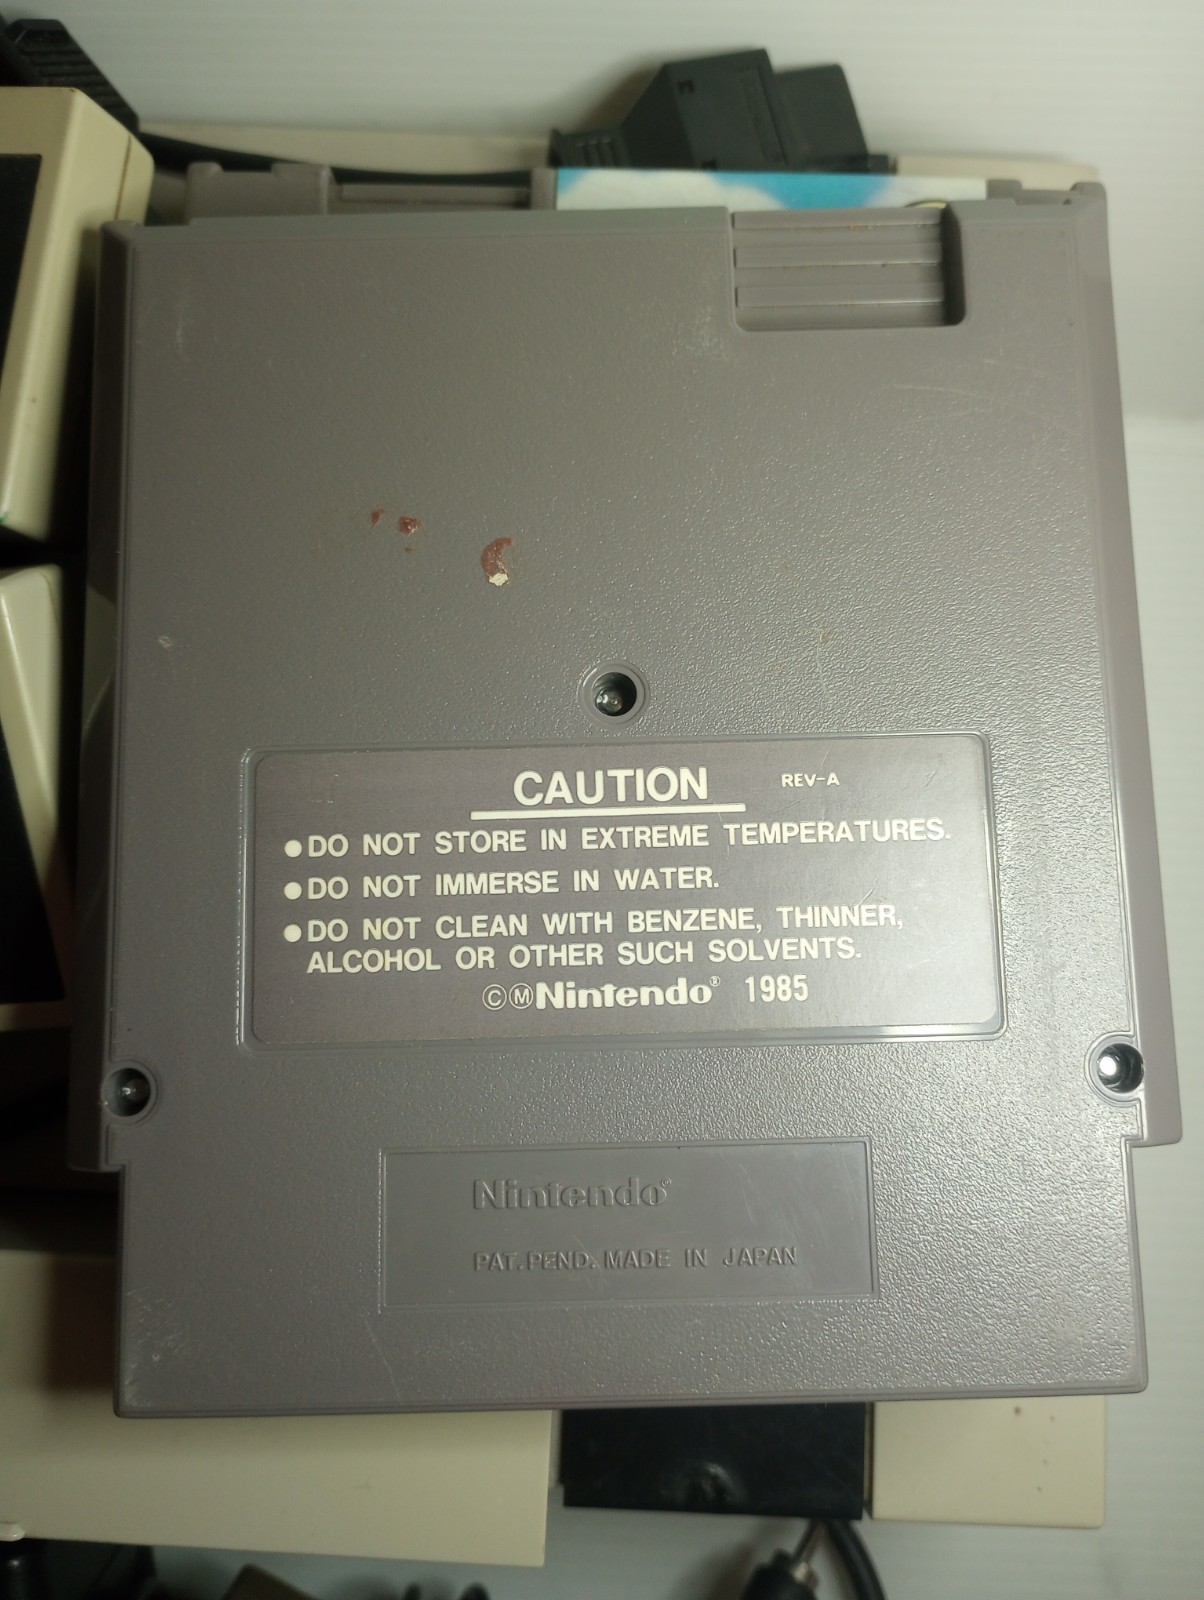 CAUTION REV-A
● DO NOT STORE IN EXTREME TEMPERATURES.
● DO NOT IMMERSE IN WATER.
● DO NOT CLEAN WITH BENZENE, THINNER,
ALCOHOL OR OTHER SUCH SOLVENTS.
ⒸⓂNintendo® 1985
Nintendo®
PAT. PEND. MADE IN JAPAN